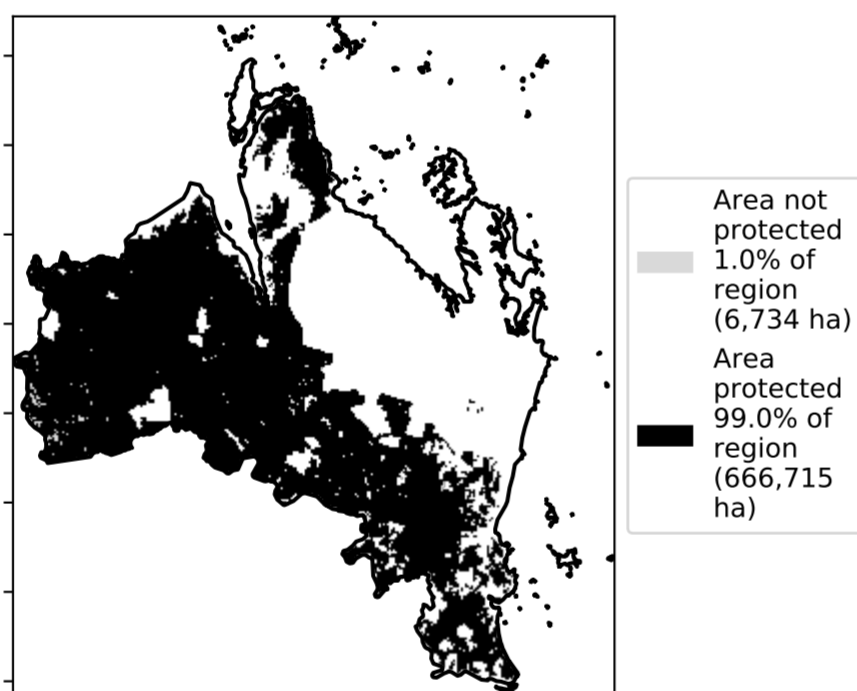 Area not
protected
1.0% of
region
(6,734 ha)
Area
protected
99.0% of
region
(666,715
ha)